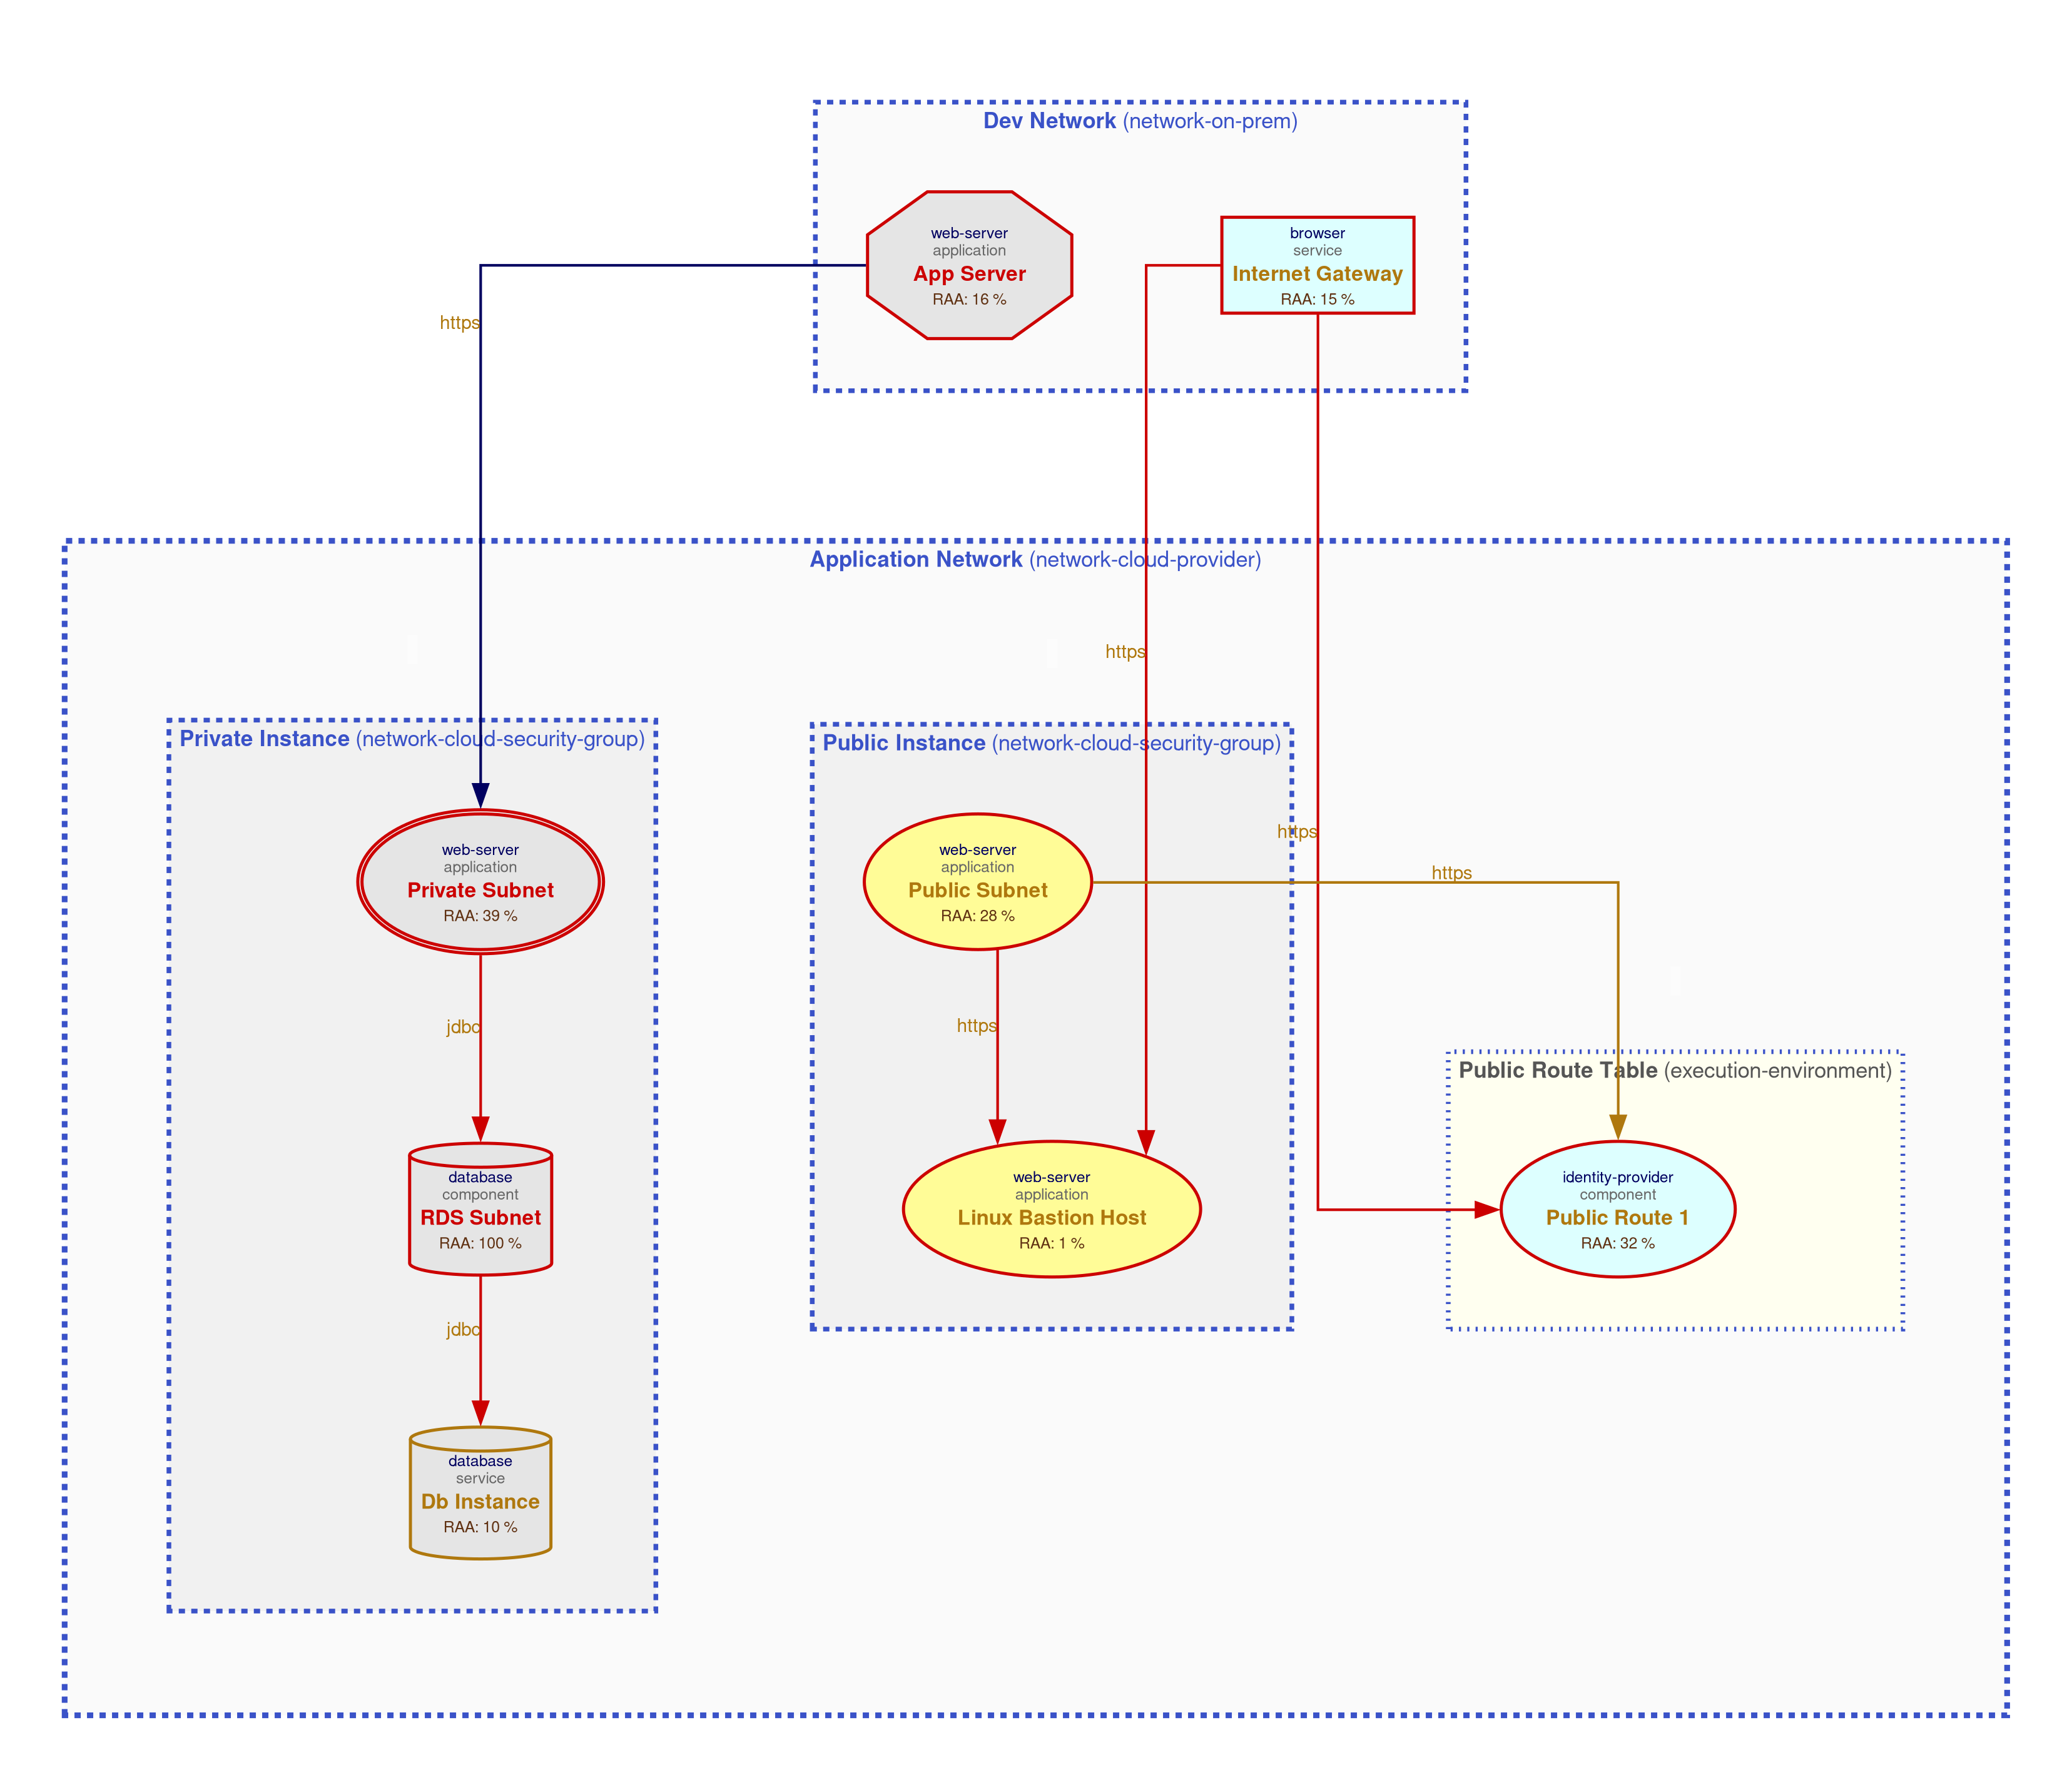 Dev Network (network-on-prem)
web-server
application
App Server
RAA: 16 %
browser
service
Internet Gateway
RAA: 15 %
https
Application Network (network-cloud-provider)
https
Private Instance (network-cloud-security-group)
Public Instance (network-cloud-security-group)
https
web-server
application
Private Subnet
RAA: 39 %
web-server
application
Public Subnet
RAA: 28 %
https
jdbc
https
Public Route Table (execution-environment)
database
component
RDS Subnet
RAA: 100 %
web-server
application
Linux Bastion Host
RAA: 1 %
identity-provider
component
Public Route 1
RAA: 32 %
jdbc
database
service
Db Instance
RAA: 10 %